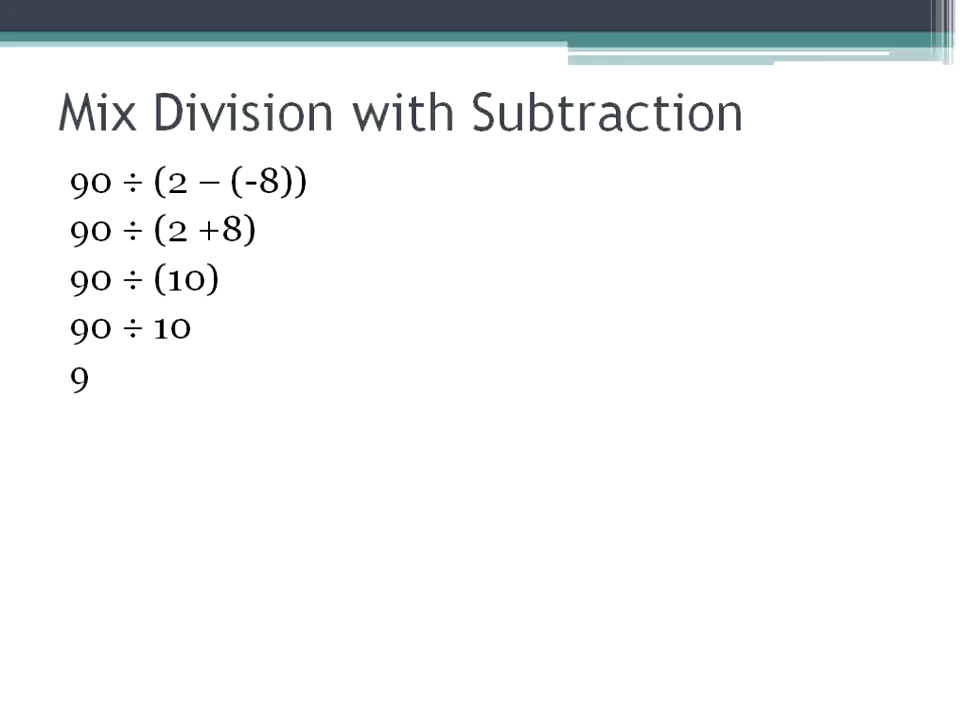 Mix Division with Subtraction
90 ÷ (2 – (-8))
90 ÷ (2 +8)
90 ÷ (10)
90 ÷ 10
9